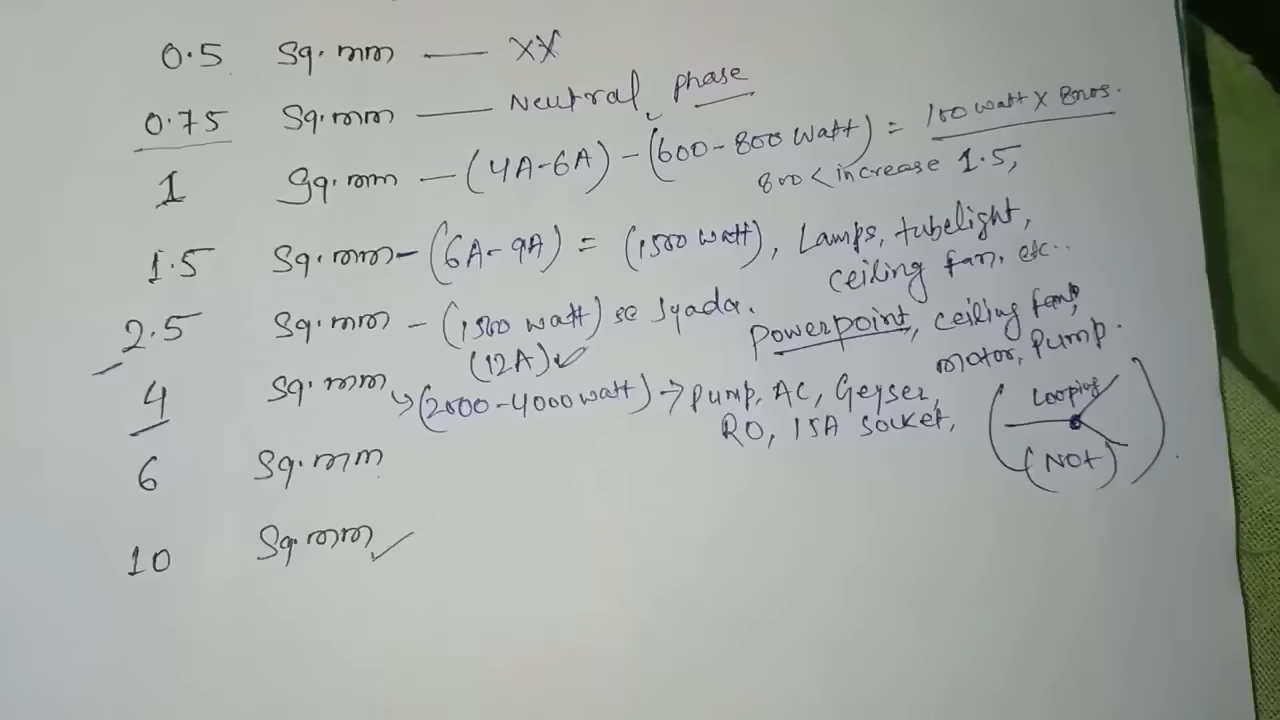 0.5 Sq.mm — XX
0.75 Sq.mm — Neutral, phase
1 Sq.mm — (4A-6A) - (600-800 Watt) = 100 watt X 8nos.
800 < increase 1.5,
1.5 Sq.mm - (6A-9A) = (1500 watt), Lamps, tubelight,
ceiling fan. etc..
2.5 Sq.mm - (1500 watt) se Jyada.
(12A) ✓
Powerpoint, ceiling fan,
motor, Pump.
4 Sq.mm → (2000-4000 watt) → Pump, AC, Geyser,
RO, 15A Socket,
(Looping
(Not))
6 Sq.mm
10 Sq.mm ✓